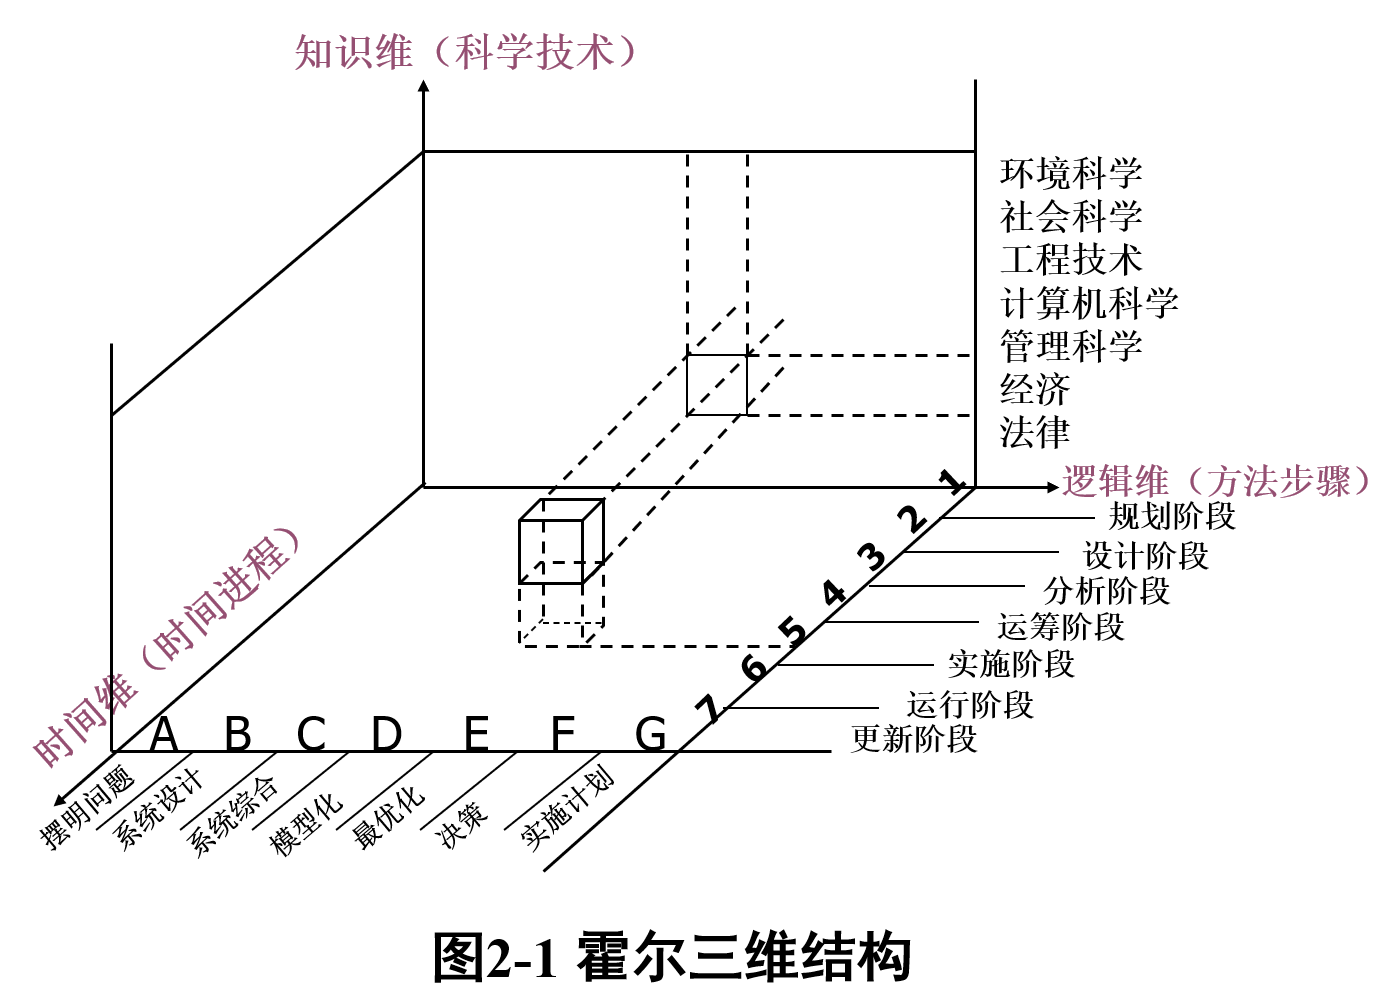 知识维（科学技术）
环境科学
社会科学
工程技术
计算机科学
管理科学
经济
法律
逻辑维（方法步骤）
1
2
3
4
5
6
7
规划阶段
设计阶段
分析阶段
运筹阶段
实施阶段
运行阶段
更新阶段
时间维（时间进程）
A B C D E F G
摆明问题
系统设计
系统综合
模型化
最优化
决策
实施计划
图2-1 霍尔三维结构